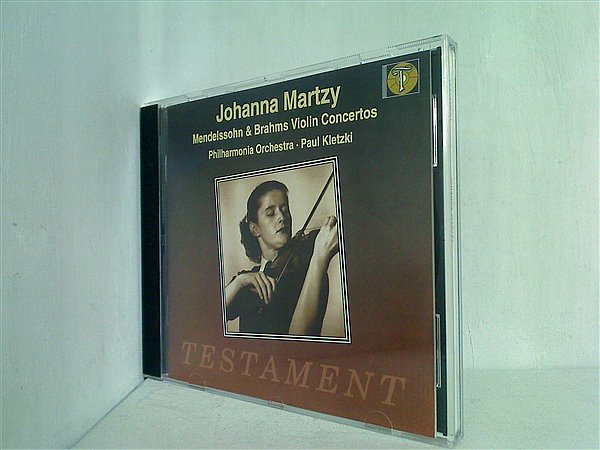 Johanna Martzy
Mendelssohn & Brahms Violin Concertos
Philharmonia Orchestra · Paul Kletzki
TESTAMENT